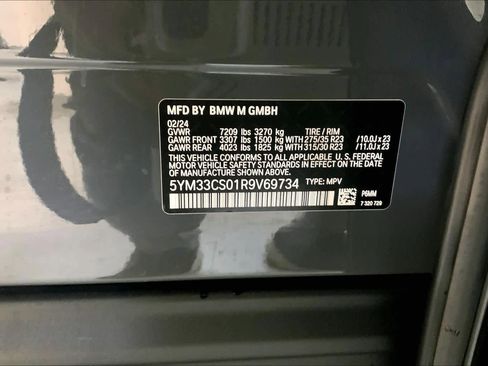 MFD BY BMW M GMBH
02/24
GVWR 7209 lbs 3270 kg TIRE / RIM
GAWR FRONT 3307 lbs 1500 kg WITH 275/35 R23 /10.0J x 23
GAWR REAR 4023 lbs 1825 kg WITH 315/30 R23 /11.0J x 23
THIS VEHICLE CONFORMS TO ALL APPLICABLE U. S. FEDERAL
MOTOR VEHICLE SAFETY STANDARDS IN EFFECT ON THE DATE OF
MANUFACTURE SHOWN ABOVE.
5YM33CS01R9V69734 TYPE: MPV
P6MM
7 320 729